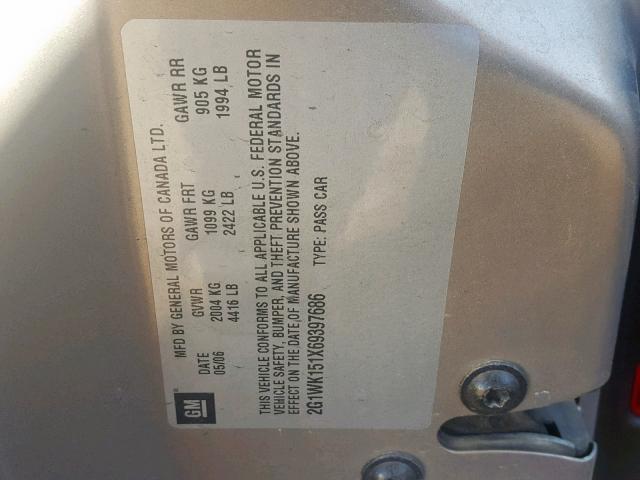 MFD BY GENERAL MOTORS OF CANADA LTD.
DATE GVWR GAWR FRT GAWR RR
05/06 2004 KG 1099 KG 905 KG
4416 LB 2422 LB 1994 LB
GM
THIS VEHICLE CONFORMS TO ALL APPLICABLE U.S. FEDERAL MOTOR
VEHICLE SAFETY, BUMPER, AND THEFT PREVENTION STANDARDS IN
EFFECT ON THE DATE OF MANUFACTURE SHOWN ABOVE.
2G1WK151X69397686 TYPE: PASS CAR